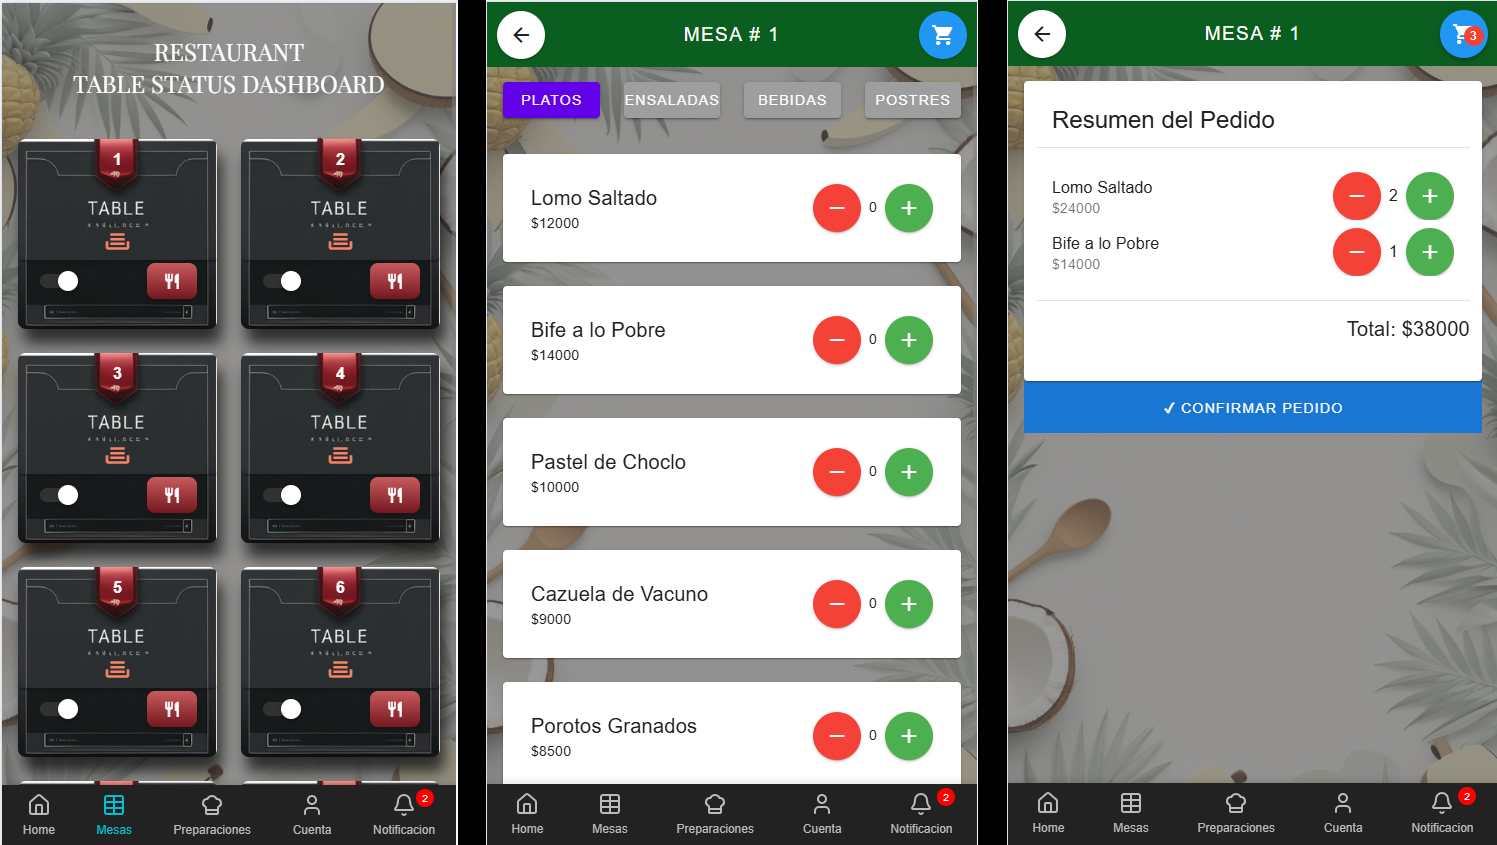 RESTAURANT
TABLE STATUS DASHBOARD
1
TABLE
2
TABLE
3
TABLE
4
TABLE
5
TABLE
6
TABLE
Home
Mesas
Preparaciones
Cuenta
2
Notificacion
MESA # 1
PLATOS
ENSALADAS
BEBIDAS
POSTRES
Lomo Saltado
$12000
0
Bife a lo Pobre
$14000
0
Pastel de Choclo
$10000
0
Cazuela de Vacuno
$9000
0
Porotos Granados
$8500
0
Home
Mesas
Preparaciones
Cuenta
2
Notificacion
MESA # 1
3
Resumen del Pedido
Lomo Saltado
$24000
2
Bife a lo Pobre
$14000
1
Total: $38000
✓ CONFIRMAR PEDIDO
Home
Mesas
Preparaciones
Cuenta
2
Notificacion